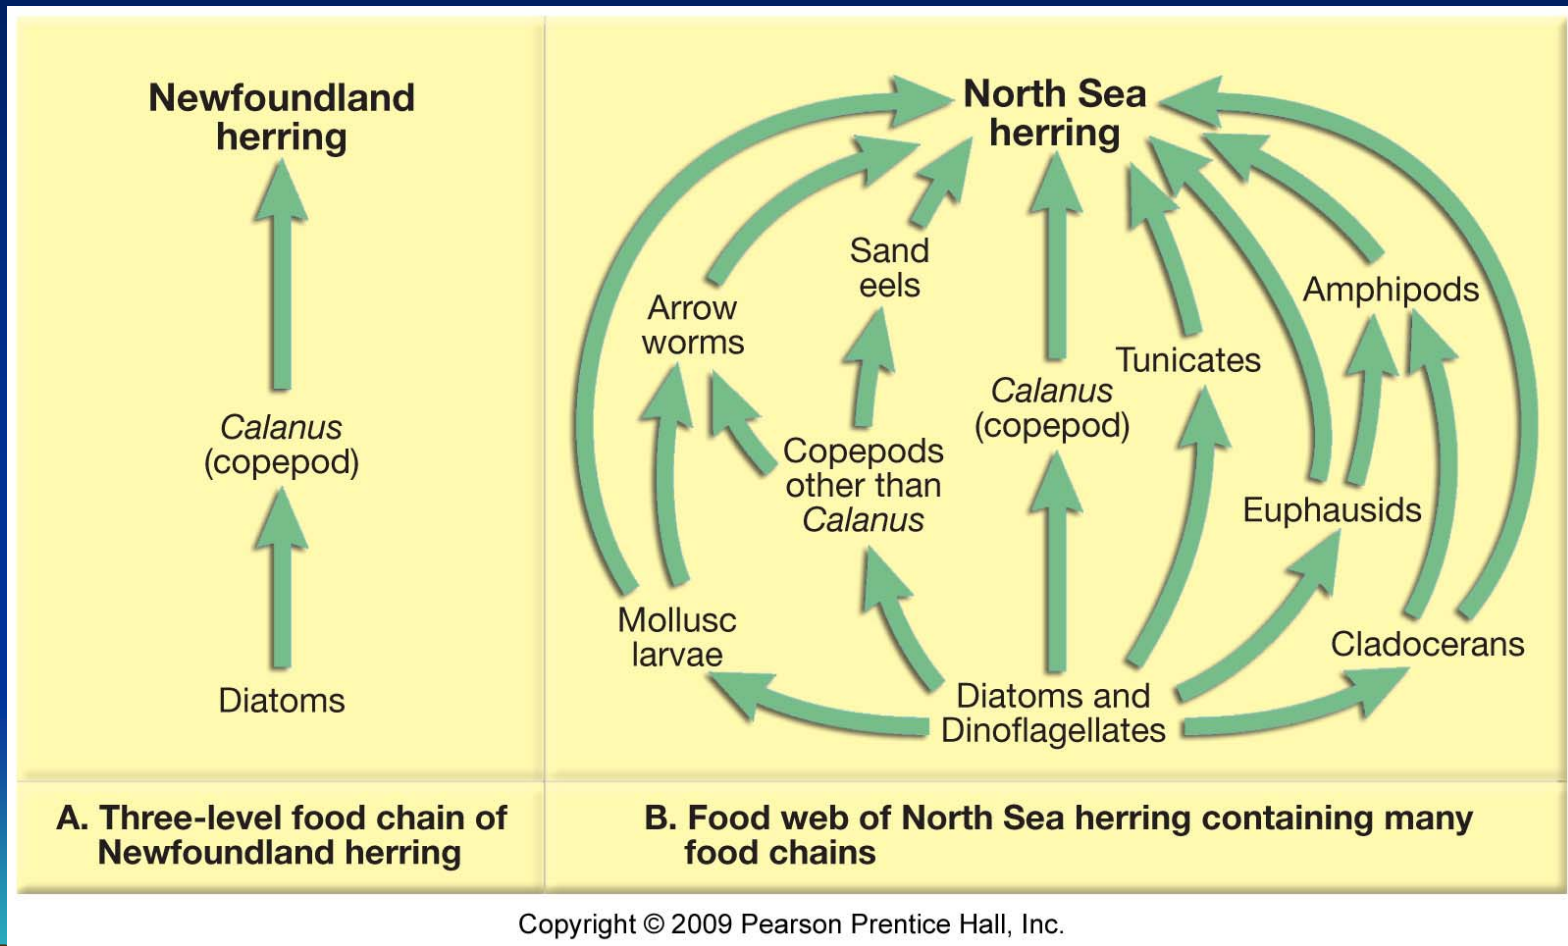 Newfoundland
herring
Calanus
(copepod)
Diatoms
A. Three-level food chain of
Newfoundland herring
North Sea
herring
Sand
eels
Arrow
worms
Amphipods
Tunicates
Calanus
(copepod)
Copepods
other than
Calanus
Euphausids
Mollusc
larvae
Cladocerans
Diatoms and
Dinoflagellates
B. Food web of North Sea herring containing many
food chains
Copyright © 2009 Pearson Prentice Hall, Inc.